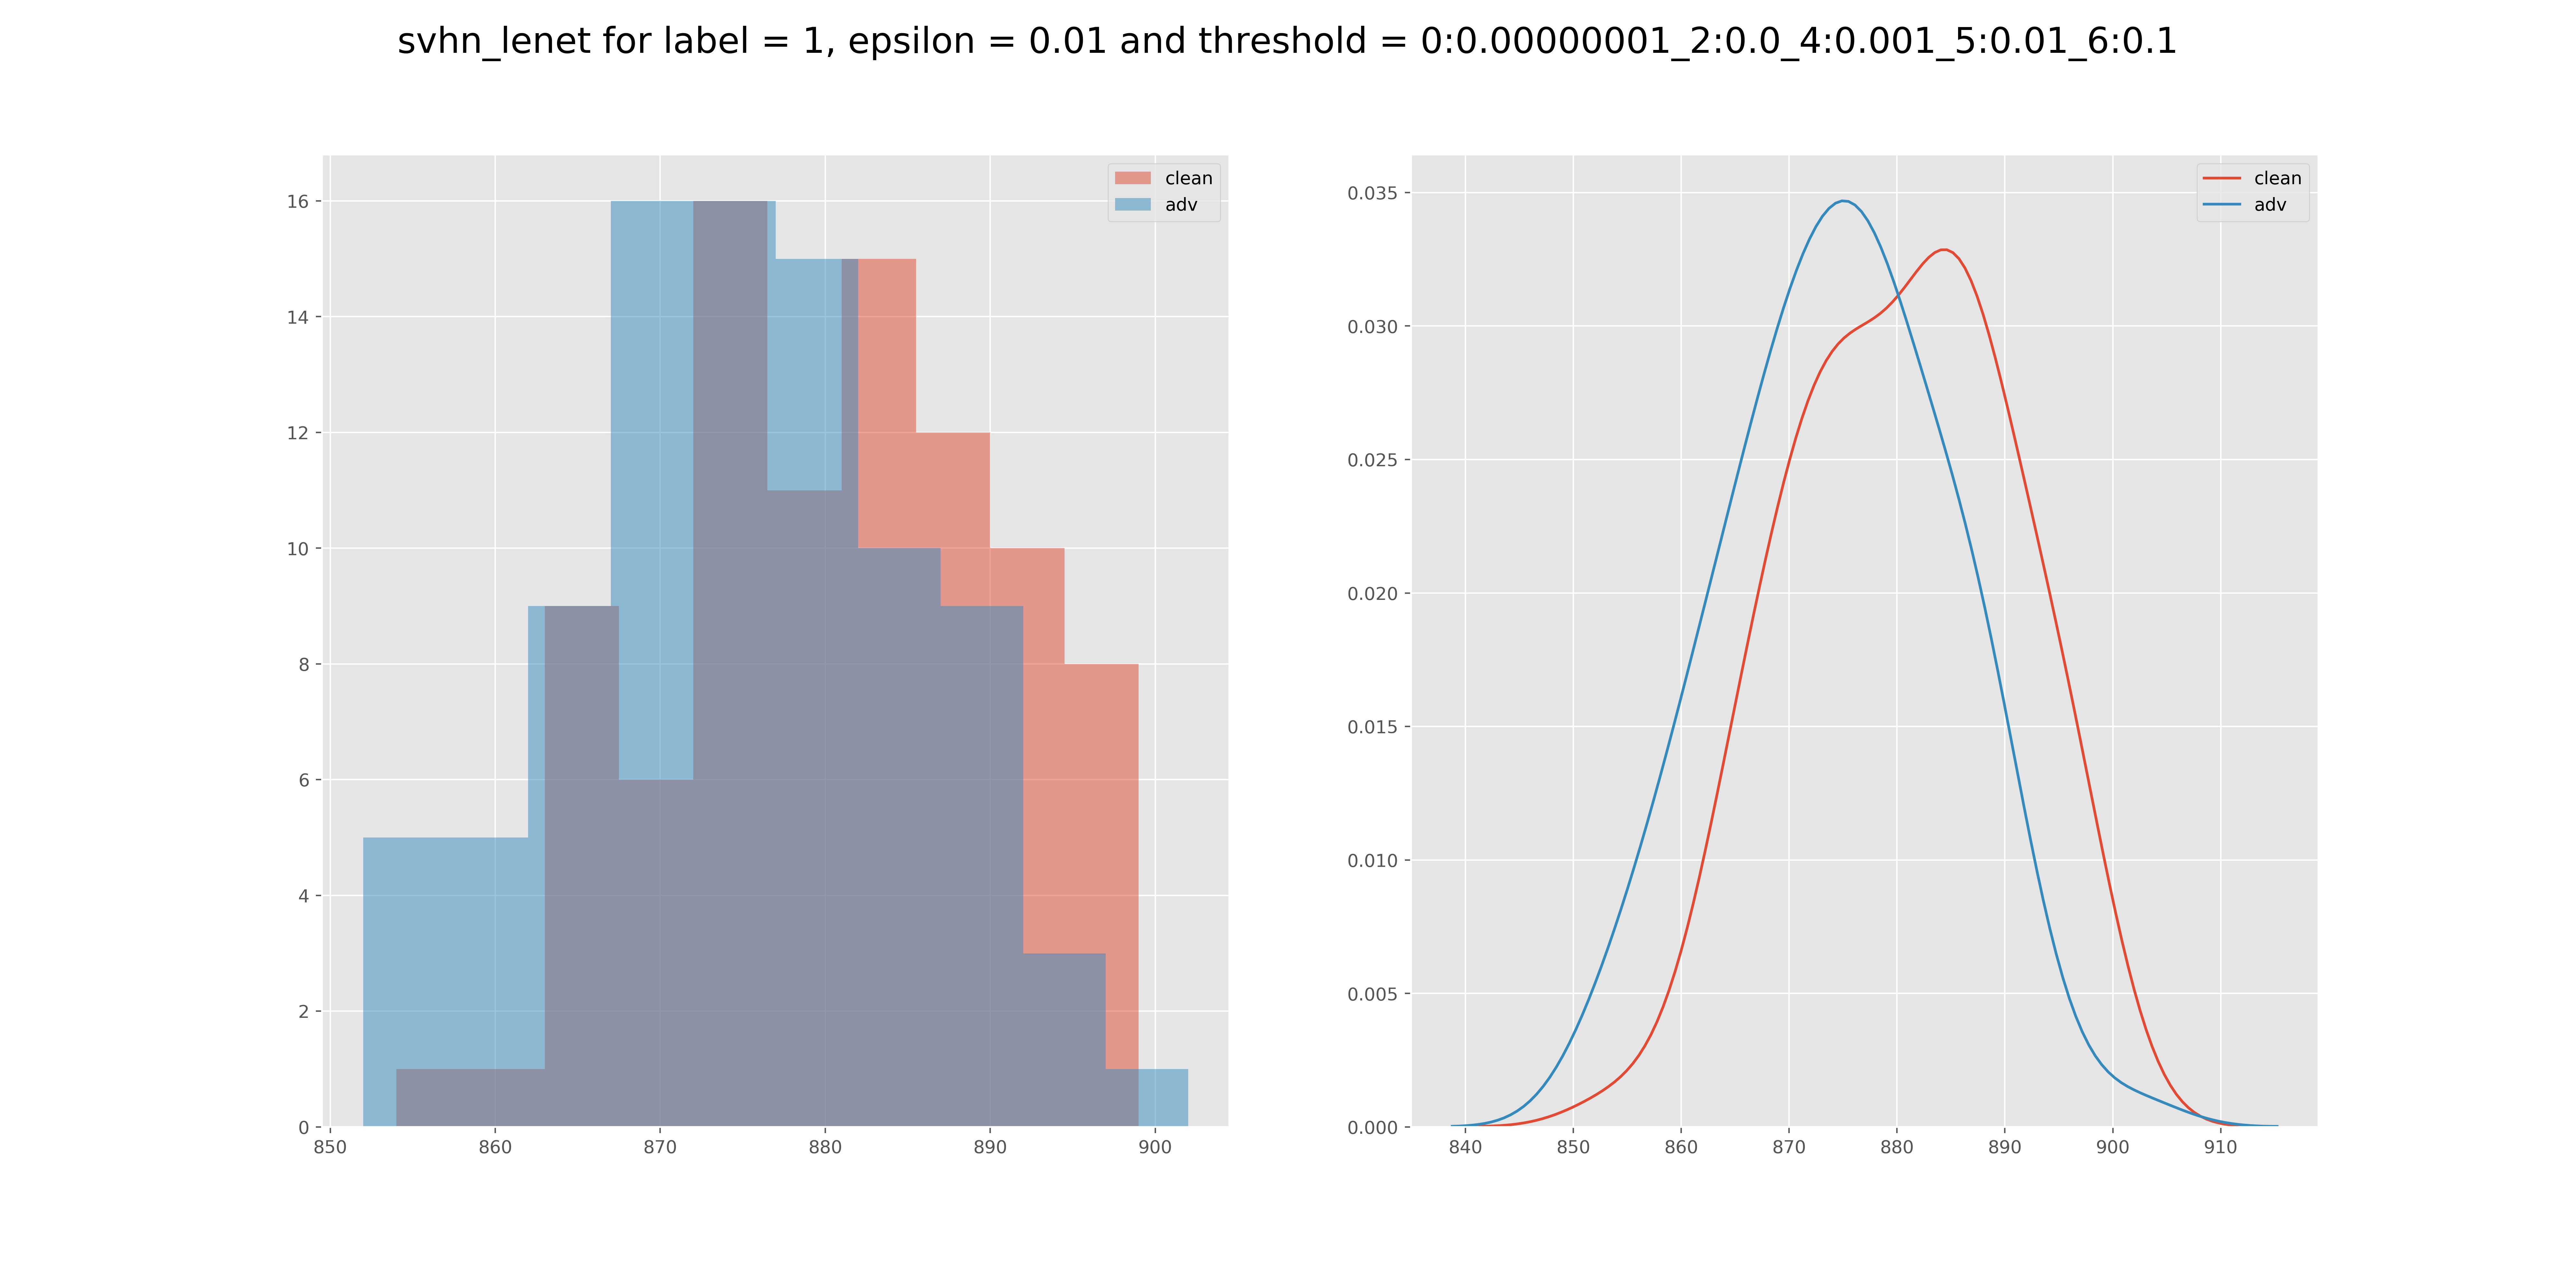 svhn_lenet for label = 1, epsilon = 0.01 and threshold = 0:0.00000001_2:0.0_4:0.001_5:0.01_6:0.1
clean
adv
16
14
12
10
8
6
4
2
0
850 860 870 880 890 900
clean
adv
0.035
0.030
0.025
0.020
0.015
0.010
0.005
0.000
840 850 860 870 880 890 900 910